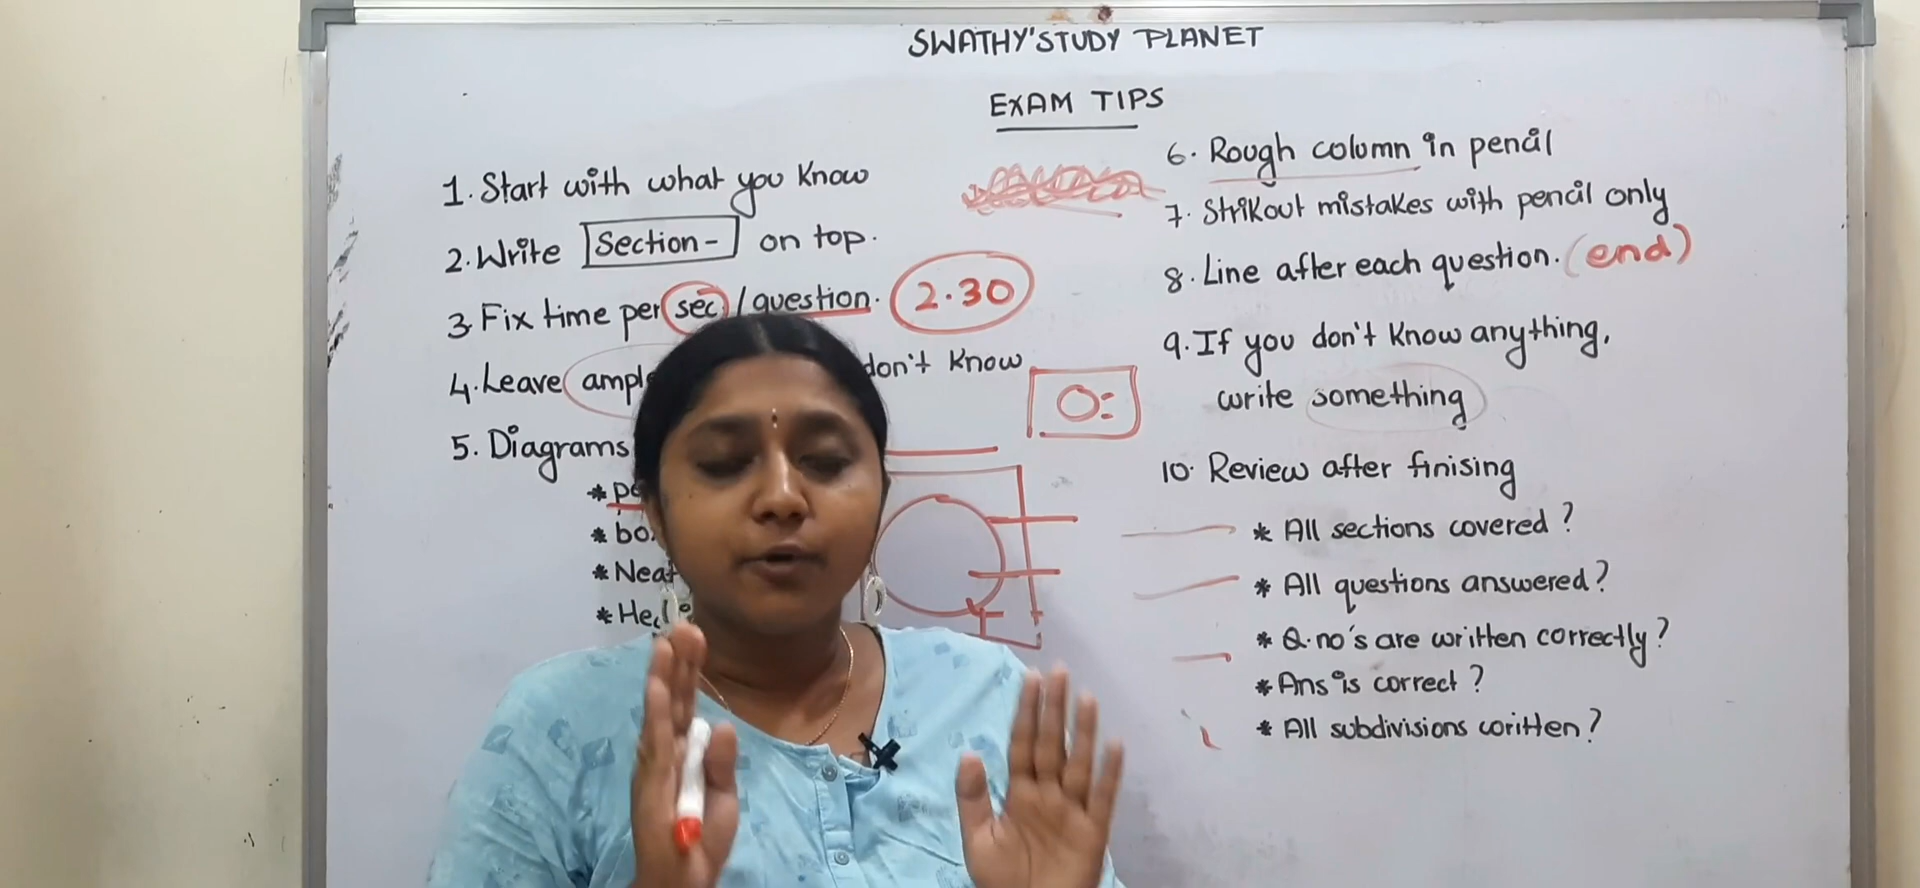 SWATHY'STUDY PLANET
EXAM TIPS
1. Start with what you know
2. Write Section - on top.
3 Fix time per sec / question. 2.30
4. Leave don't know
5. Diagrams
6. Rough column in pencil
7. Strikout mistakes with pencil only
8. Line after each question. (end)
9. If you don't know anything,
write something
10. Review after finising
* All sections covered?
* All questions answered?
* Q.no's are written correctly?
* Ans is correct?
* All subdivisions written?